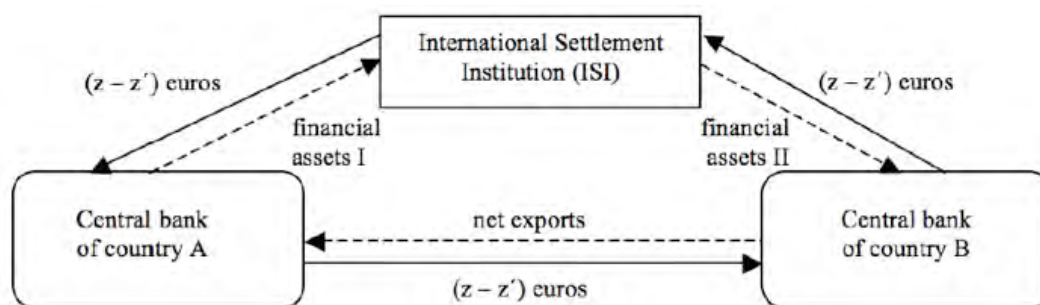 International Settlement
Institution (ISI)
(z – z´) euros
(z – z´) euros
financial
assets I
financial
assets II
Central bank
of country A
net exports
Central bank
of country B
(z – z´) euros